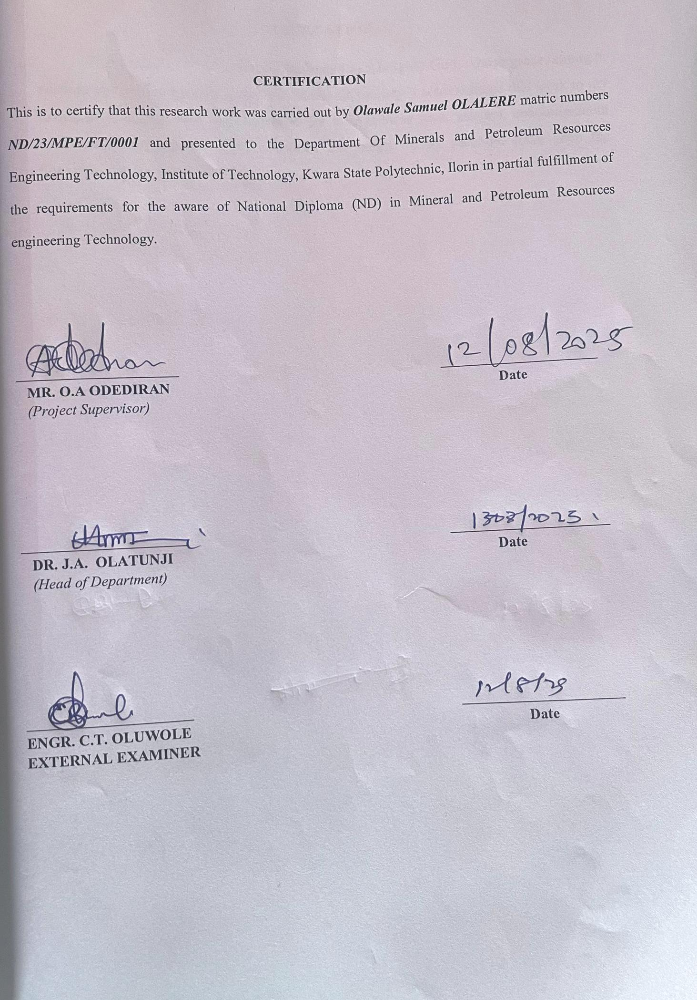 CERTIFICATION
This is to certify that this research work was carried out by Olawale Samuel OLALERE matric numbers
ND/23/MPE/FT/0001 and presented to the Department Of Minerals and Petroleum Resources
Engineering Technology, Institute of Technology, Kwara State Polytechnic, Ilorin in partial fulfillment of
the requirements for the aware of National Diploma (ND) in Mineral and Petroleum Resources
engineering Technology.
12/08/2025
Date
MR. O.A ODEDIRAN
(Project Supervisor)
1308/2025
Date
DR. J.A. OLATUNJI
(Head of Department)
12/8/25
Date
ENGR. C.T. OLUWOLE
EXTERNAL EXAMINER